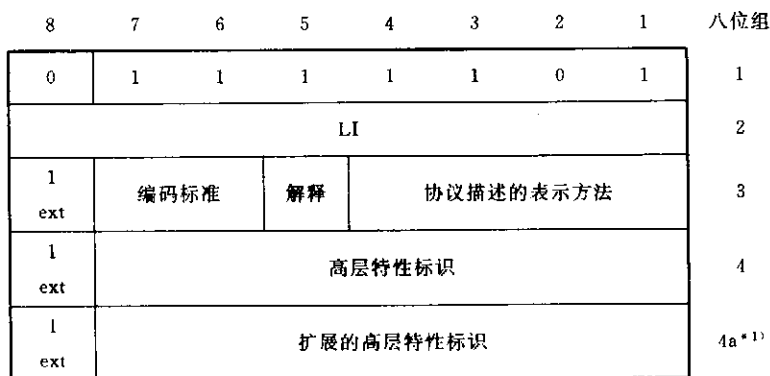 8 7 6 5 4 3 2 1 八位组
0 1 1 1 1 1 0 1 1
LI 2
1 ext 编码标准 解释 协议描述的表示方法 3
1 ext 高层特性标识 4
1 ext 扩展的高层特性标识 4a*1)